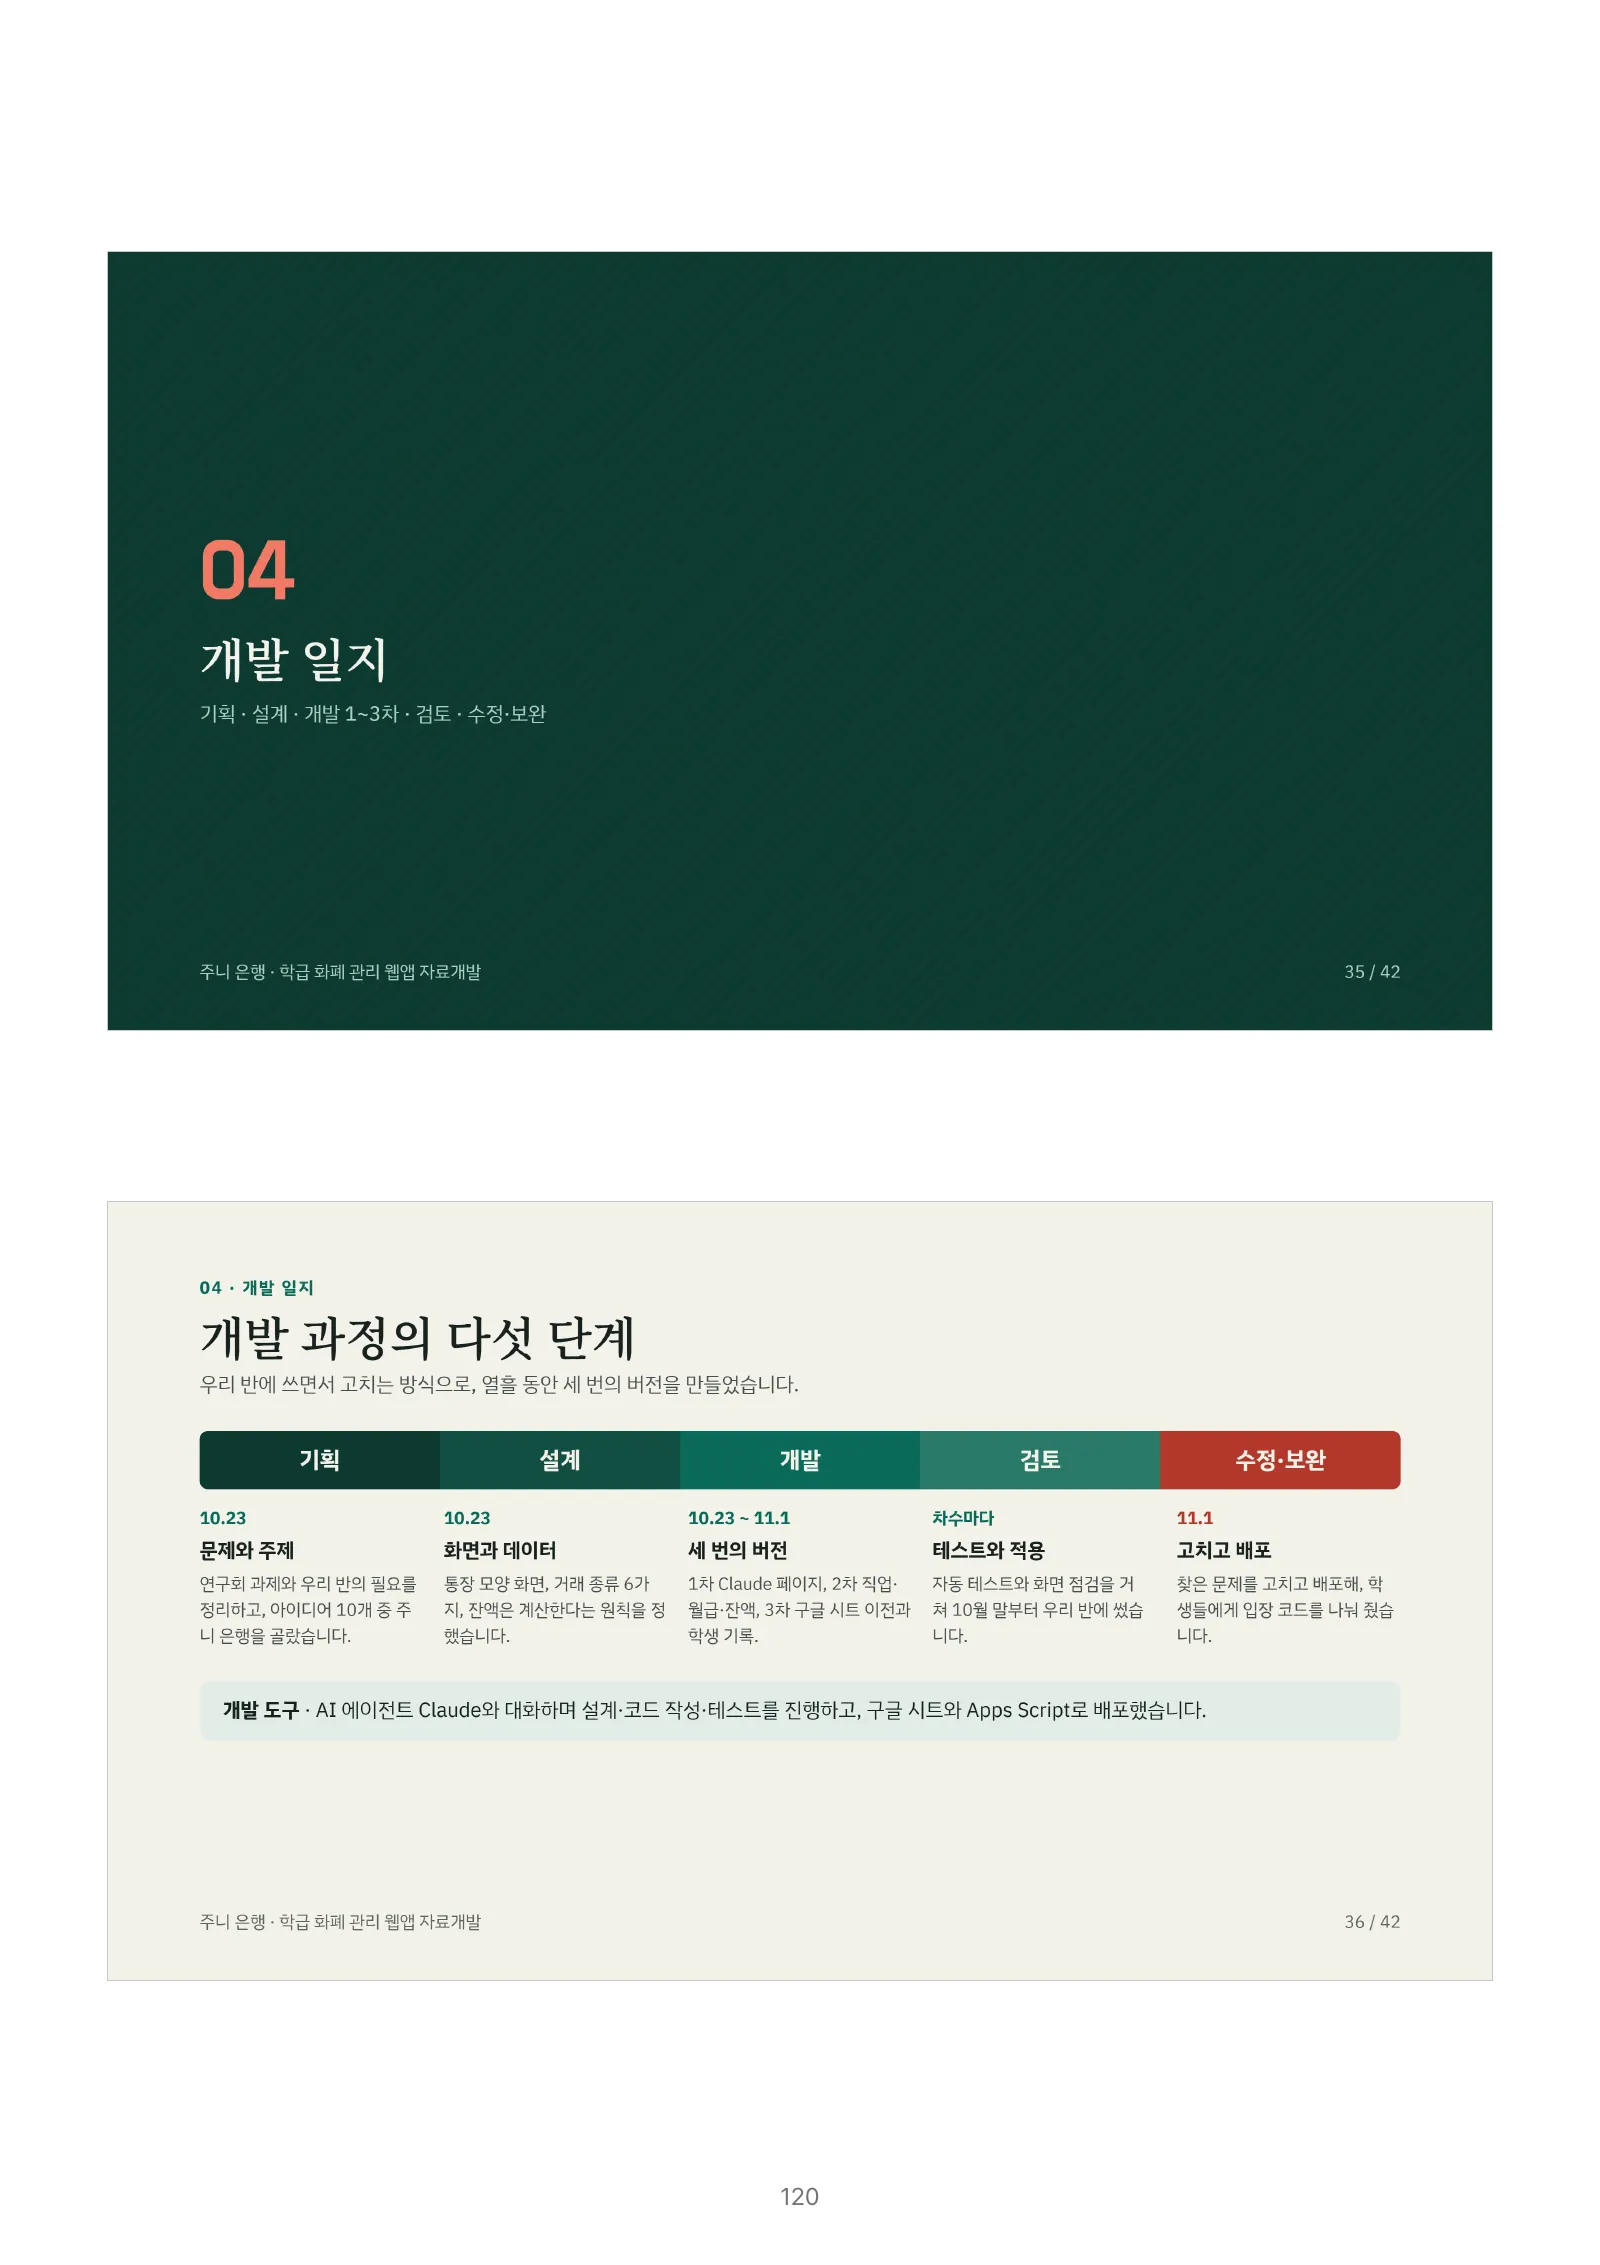 04
개발 일지
기획 · 설계 · 개발 1~3차 · 검토 · 수정·보완
주니 은행 · 학급 화폐 관리 웹앱 자료개발
35 / 42
04 · 개발 일지
개발 과정의 다섯 단계
우리 반에 쓰면서 고치는 방식으로, 열흘 동안 세 번의 버전을 만들었습니다.
기획
설계
개발
검토
수정·보완
10.23
문제와 주제
연구회 과제와 우리 반의 필요를
정리하고, 아이디어 10개 중 주
니 은행을 골랐습니다.
10.23
화면과 데이터
통장 모양 화면, 거래 종류 6가
지, 잔액은 계산한다는 원칙을 정
했습니다.
10.23 ~ 11.1
세 번의 버전
1차 Claude 페이지, 2차 직업·
월급·잔액, 3차 구글 시트 이전과
학생 기록.
차수마다
테스트와 적용
자동 테스트와 화면 점검을 거
쳐 10월 말부터 우리 반에 썼습
니다.
11.1
고치고 배포
찾은 문제를 고치고 배포해, 학
생들에게 입장 코드를 나눠 줬습
니다.
개발 도구 · AI 에이전트 Claude와 대화하며 설계·코드 작성·테스트를 진행하고, 구글 시트와 Apps Script로 배포했습니다.
주니 은행 · 학급 화폐 관리 웹앱 자료개발
36 / 42
120